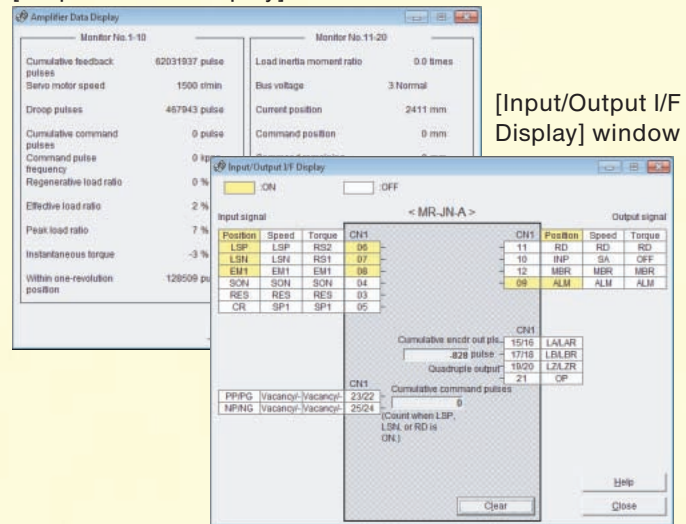 Amplifier Data Display
Monitor No.1-10
Monitor No.11-20
Cumulative feedback pulses 62031937 pulse
Load inertia moment ratio 0.0 times
Servo motor speed 1500 r/min
Bus voltage 3:Normal
Droop pulses 467943 pulse
Current position 2411 mm
Cumulative command pulses 0 pulse
Command position 0 mm
Command pulse frequency 0
Regenerative load ratio 0 %
Effective load ratio 2 %
Peak load ratio 7 %
Instantaneous torque -3 %
Within one-revolution position 128509
[Input/Output I/F
Display] window
Input/Output I/F Display
:ON :OFF
< MR-JN-A >
Input signal
Output signal
Position Speed Torque CN1
LSP LSP RS2 06
LSN LSN RS1 07
EM1 EM1 EM1 08
SON SON SON 04
RES RES RES 03
CR SP1 SP1 05
CN1 Position Speed Torque
11 RD RD RD
10 INP SA OFF
12 MBR MBR MBR
09 ALM ALM ALM
CN1
Cumulative encdr out pls. 15/16 LA/LAR
-828 pulse 17/18 LB/LBR
Quadruple output 19/20 LZ/LZR
21 OP
CN1
Cumulative command pulses
PP/PG Vacancy/- Vacancy/- 23/22
0
NP/NG Vacancy/- Vacancy/- 25/24
(Count when LSP,
LSN, or RD is
ON.)
Help
Clear
Close